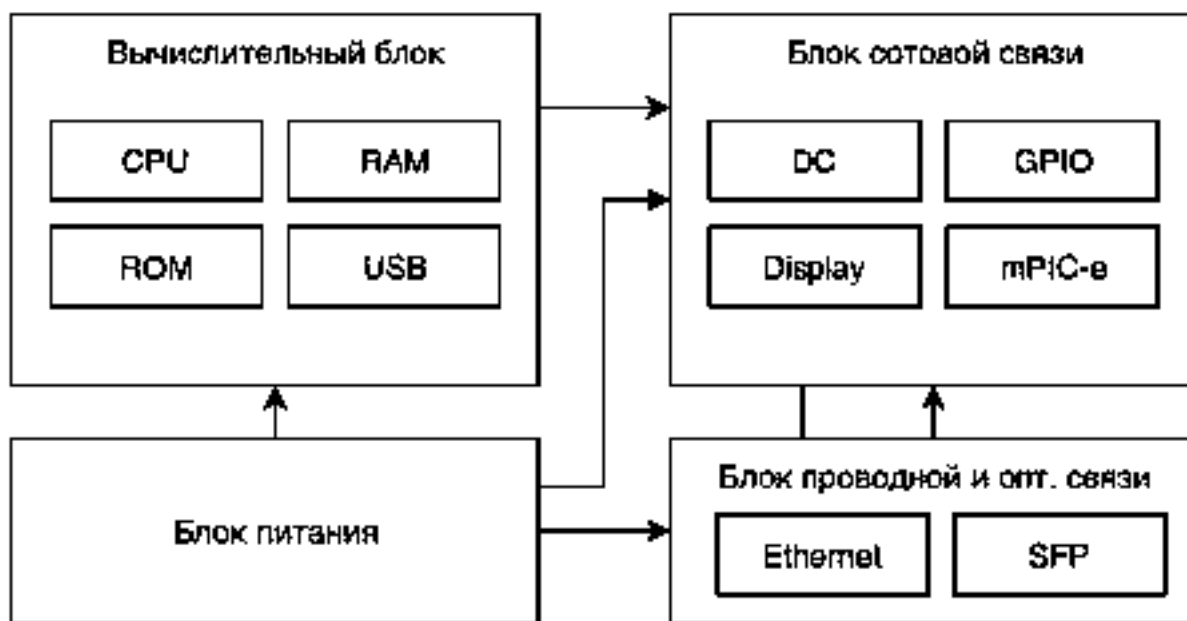 Вычислительный блок
CPU
RAM
ROM
USB
Блок сотовой связи
DC
GPIO
Display
mPIC-e
Блок питания
Блок проводной и опт. связи
Ethernet
SFP